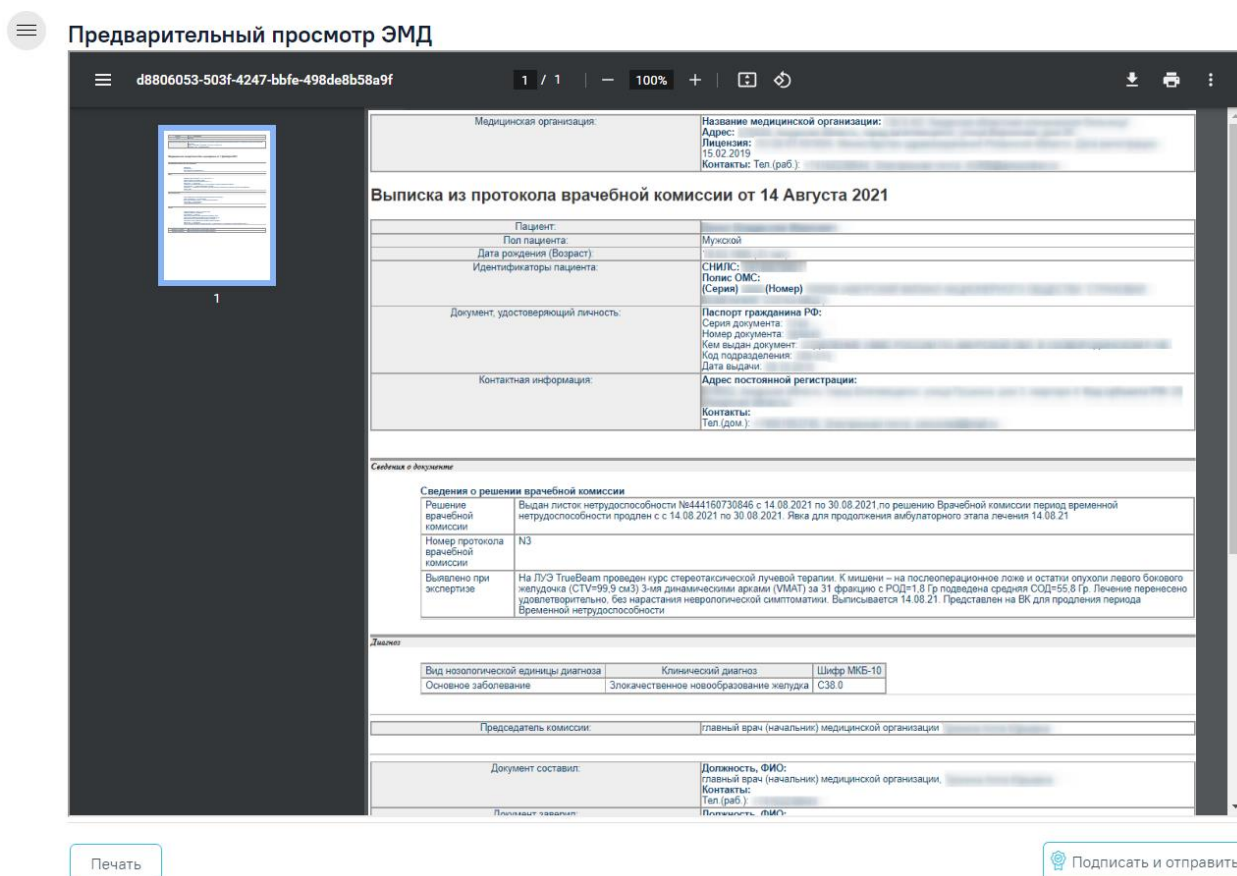 Предварительный просмотр ЭМД
d8806053-503f-4247-bbfe-498de8b58a9f
1 / 1
100%
1
Медицинская организация:
Название медицинской организации:
Адрес:
Лицензия:
15.02.2019
Контакты: Тел.(раб.):
Выписка из протокола врачебной комиссии от 14 Августа 2021
Пациент:
Пол пациента:
Мужской
Дата рождения (Возраст):
Идентификаторы пациента:
СНИЛС:
Полис ОМС:
(Серия)
(Номер)
Документ, удостоверяющий личность:
Паспорт гражданина РФ:
Серия документа:
Номер документа:
Кем выдан документ:
Код подразделения:
Дата выдачи:
Контактная информация:
Адрес постоянной регистрации:
Контакты:
Тел.(дом.):
Сведения о документе
Сведения о решении врачебной комиссии
Решение
врачебной
комиссии
Выдан листок нетрудоспособности №444160730846 с 14.08.2021 по 30.08.2021,по решению Врачебной комиссии период временной
нетрудоспособности продлен с с 14.08.2021 по 30.08.2021. Явка для продолжения амбулаторного этапа лечения 14.08.21
Номер протокола
врачебной
комиссии
N3
Выявлено при
экспертизе
На ЛУЭ TrueBeam проведен курс стереотаксической лучевой терапии. К мишени – на послеоперационное ложе и остатки опухоли левого бокового
желудочка (CTV=99,9 см3) 3-мя динамическими арками (VMAT) за 31 фракцию с РОД=1,8 Гр подведена средняя СОД=55,8 Гр. Лечение перенесено
удовлетворительно, без нарастания неврологической симптоматики. Выписывается 14.08.21. Представлен на ВК для продления периода
Временной нетрудоспособности
Диагноз
Вид нозологической единицы диагноза
Клинический диагноз
Шифр МКБ-10
Основное заболевание
Злокачественное новообразование желудка
C38.0
Председатель комиссии:
главный врач (начальник) медицинской организации
Документ составил:
Должность, ФИО:
главный врач (начальник) медицинской организации,
Контакты:
Тел.(раб.):
Документ заверил:
Должность, ФИО:
Печать
Подписать и отправить